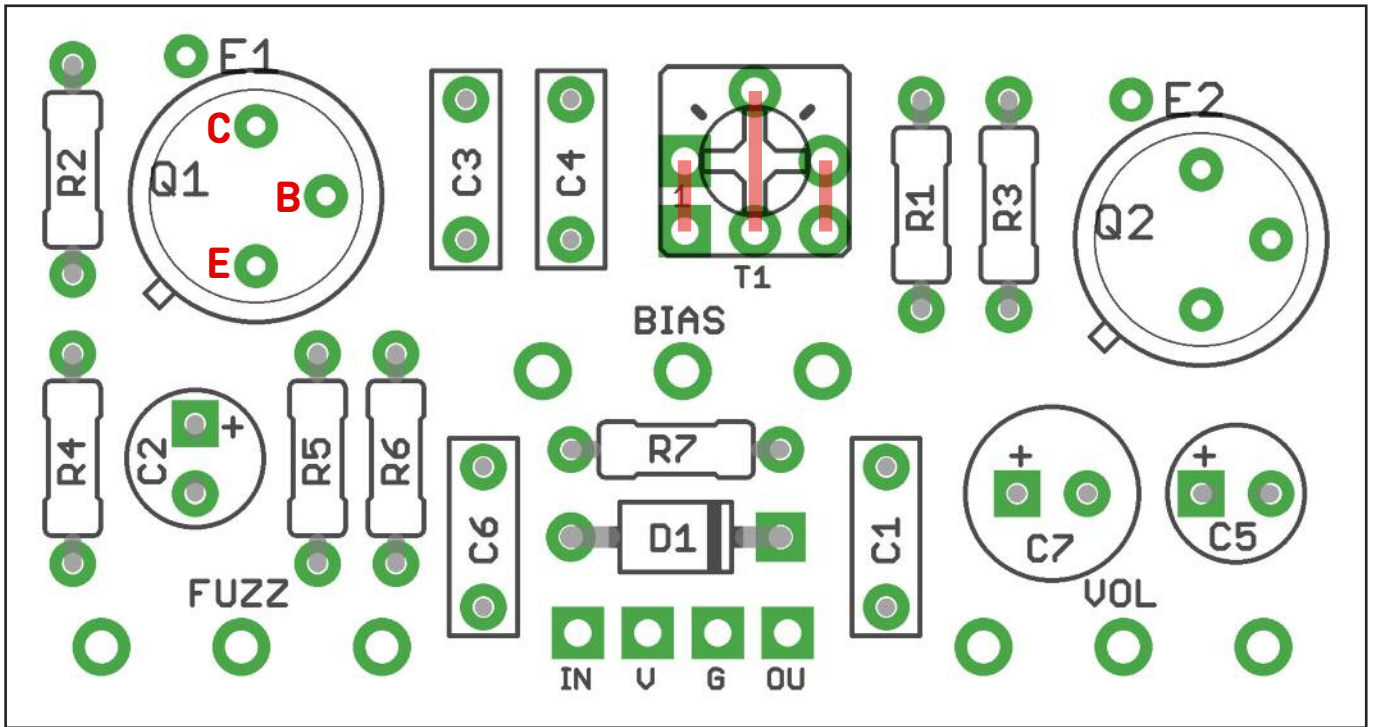 E1
E2
C
Q1
B
E
R2
C3
C4
1
T1
R1
R3
Q2
BIAS
R4
C2
+
R5
R6
R7
C6
D1
C1
+
C7
+
C5
FUZZ
VOL
IN V G OU